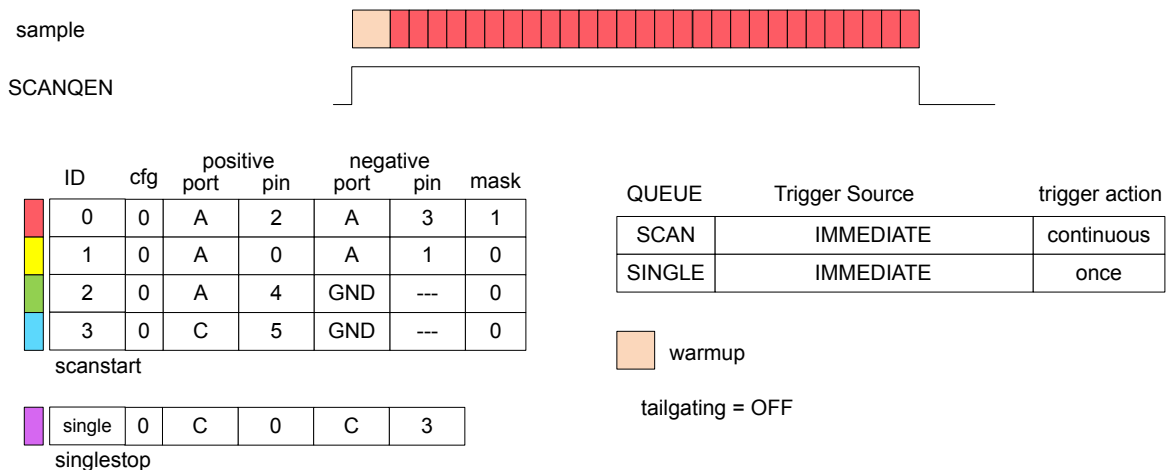 sample
SCANQEN
positive negative
ID cfg port pin port pin mask
0 0 A 2 A 3 1
1 0 A 0 A 1 0
2 0 A 4 GND --- 0
3 0 C 5 GND --- 0
scanstart
single 0 C 0 C 3
singlestop
QUEUE Trigger Source trigger action
SCAN IMMEDIATE continuous
SINGLE IMMEDIATE once
warmup
tailgating = OFF